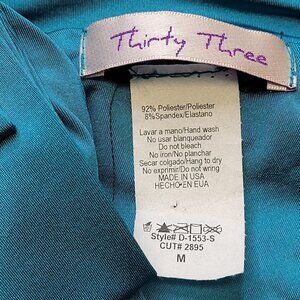 Thirty Three
92% Poliester/Polyester
8%Spandex/Elastano
Lavar a mano/Hand wash
No usar blanqueador
Do not bleach
No iron/No planchar
Secar colgado/Hang to dry
No exprimir/Do not wring
MADE IN USA
HECHO•EN EUA
Style# D-1553-S
CUT# 2895
M